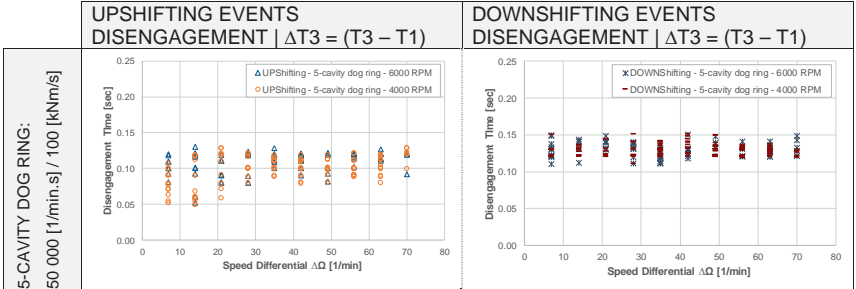 UPSHIFTING EVENTS
DISENGAGEMENT | ∆T3 = (T3 – T1)
DOWNSHIFTING EVENTS
DISENGAGEMENT | ∆T3 = (T3 – T1)
5-CAVITY DOG RING:
50 000 [1/min.s] / 100 [kNm/s]
Disengagement Time [sec]
0.25
0.20
0.15
0.10
0.05
0.00
UPShifting - 5-cavity dog ring - 6000 RPM
UPShifting - 5-cavity dog ring - 4000 RPM
0 10 20 30 40 50 60 70 80
Speed Differential ∆Ω [1/min]
Disengagement Time [sec]
0.25
0.20
0.15
0.10
0.05
0.00
DOWNShifting - 5-cavity dog ring - 6000 RPM
DOWNShifting - 5-cavity dog ring - 4000 RPM
0 10 20 30 40 50 60 70 80
Speed Differential ∆Ω [1/min]